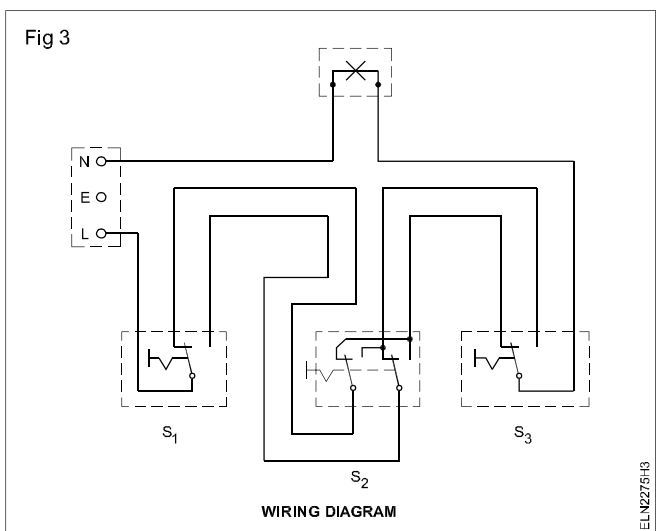 Fig 3
N
E
L
S1
S2
S3
WIRING DIAGRAM
ELN2275H3